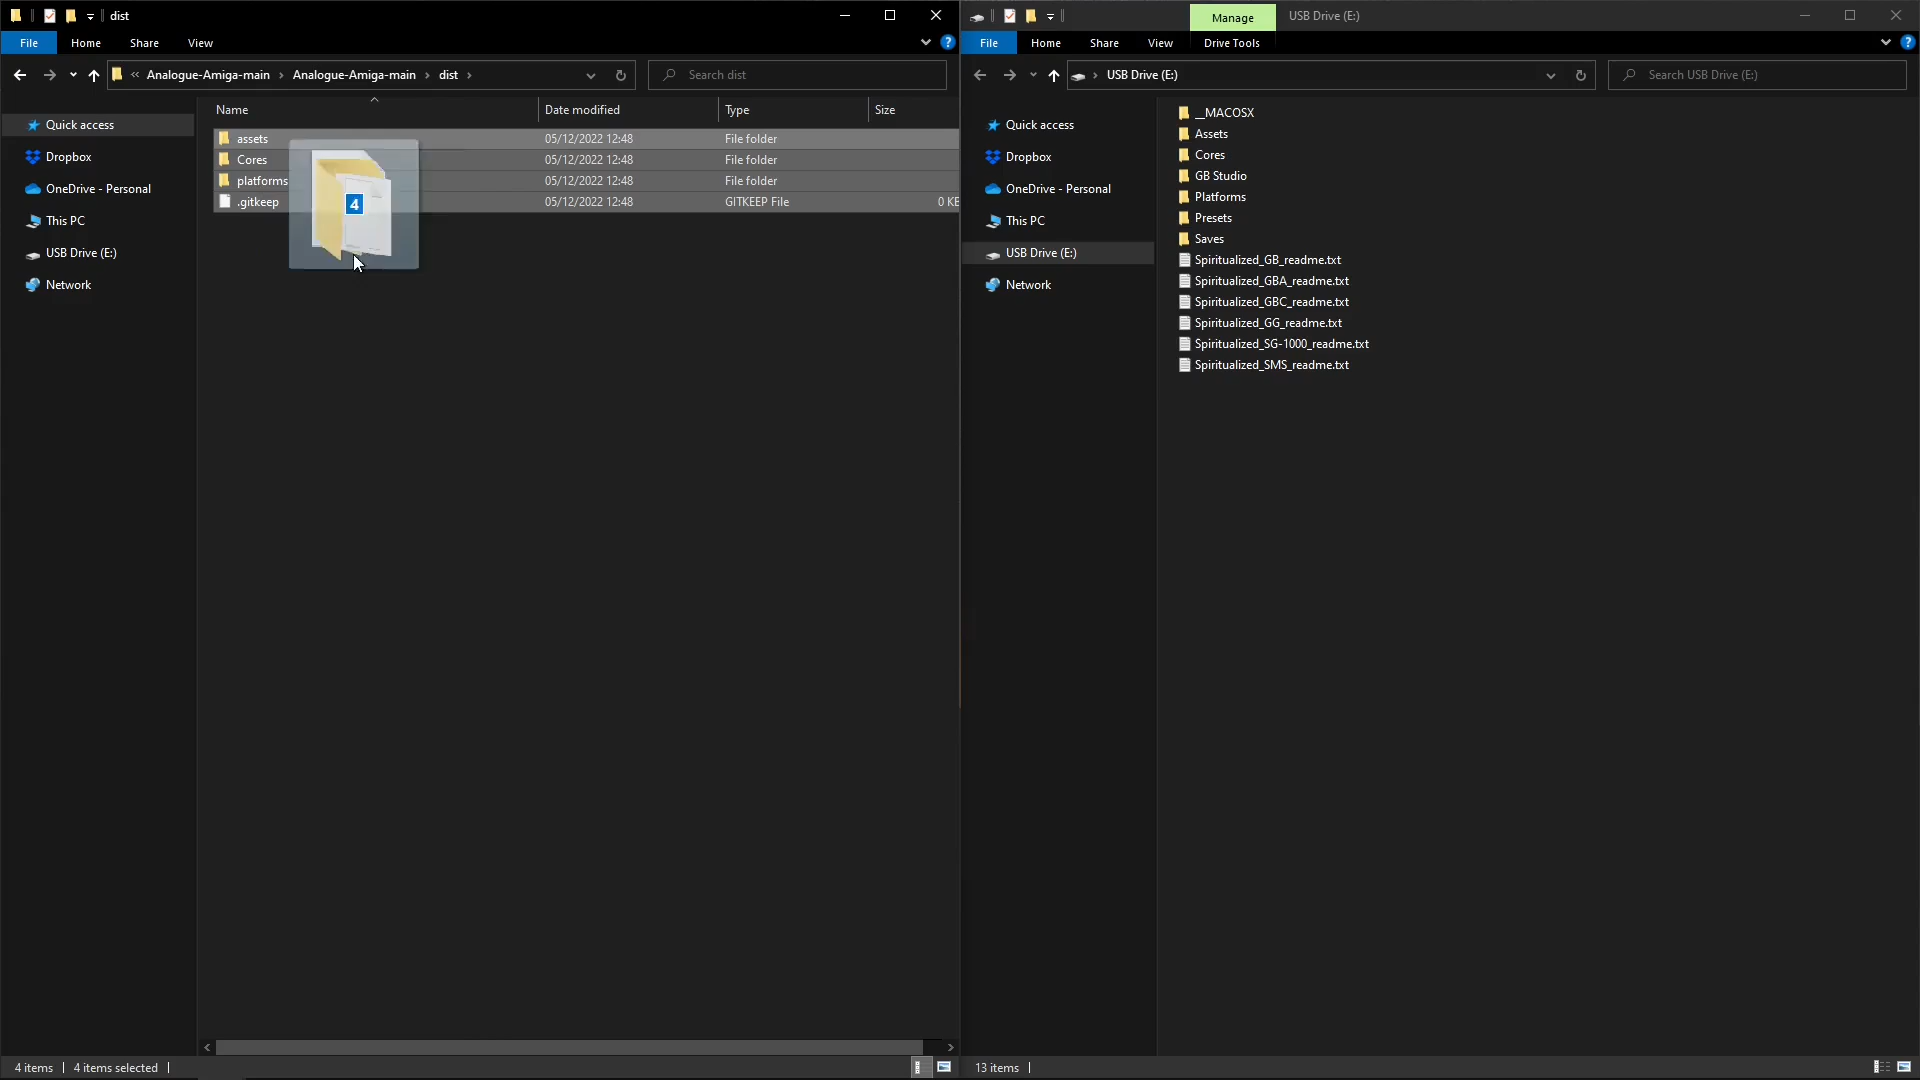 dist
File Home Share View
Analogue-Amiga-main Analogue-Amiga-main dist
Search dist
Quick access
Dropbox
OneDrive - Personal
This PC
USB Drive (E:)
Network
Name Date modified Type Size
assets 05/12/2022 12:48 File folder
Cores 05/12/2022 12:48 File folder
platforms 05/12/2022 12:48 File folder
.gitkeep 05/12/2022 12:48 GITKEEP File 0 KB
4
4 items 4 items selected
Manage USB Drive (E:)
File Home Share View Drive Tools
USB Drive (E:)
Search USB Drive (E:)
Quick access
Dropbox
OneDrive - Personal
This PC
USB Drive (E:)
Network
__MACOSX
Assets
Cores
GB Studio
Platforms
Presets
Saves
Spiritualized_GB_readme.txt
Spiritualized_GBA_readme.txt
Spiritualized_GBC_readme.txt
Spiritualized_GG_readme.txt
Spiritualized_SG-1000_readme.txt
Spiritualized_SMS_readme.txt
13 items